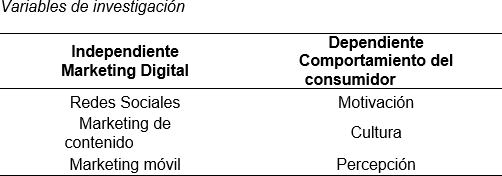 Variables de investigación
Independiente
Marketing Digital
Dependiente
Comportamiento del
consumidor
Redes Sociales
Motivación
Marketing de
contenido
Cultura
Marketing móvil
Percepción